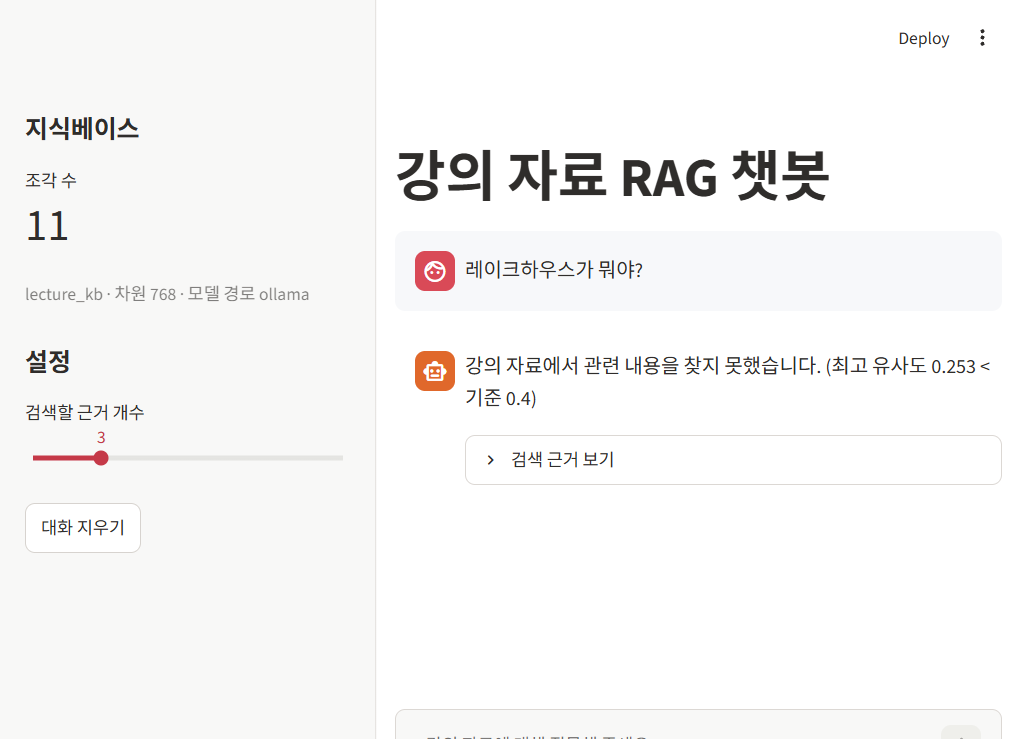 Deploy
지식베이스
조각 수
11
lecture_kb · 차원 768 · 모델 경로 ollama
설정
검색할 근거 개수
3
대화 지우기
강의 자료 RAG 챗봇
레이크하우스가 뭐야?
강의 자료에서 관련 내용을 찾지 못했습니다. (최고 유사도 0.253 <
기준 0.4)
검색 근거 보기